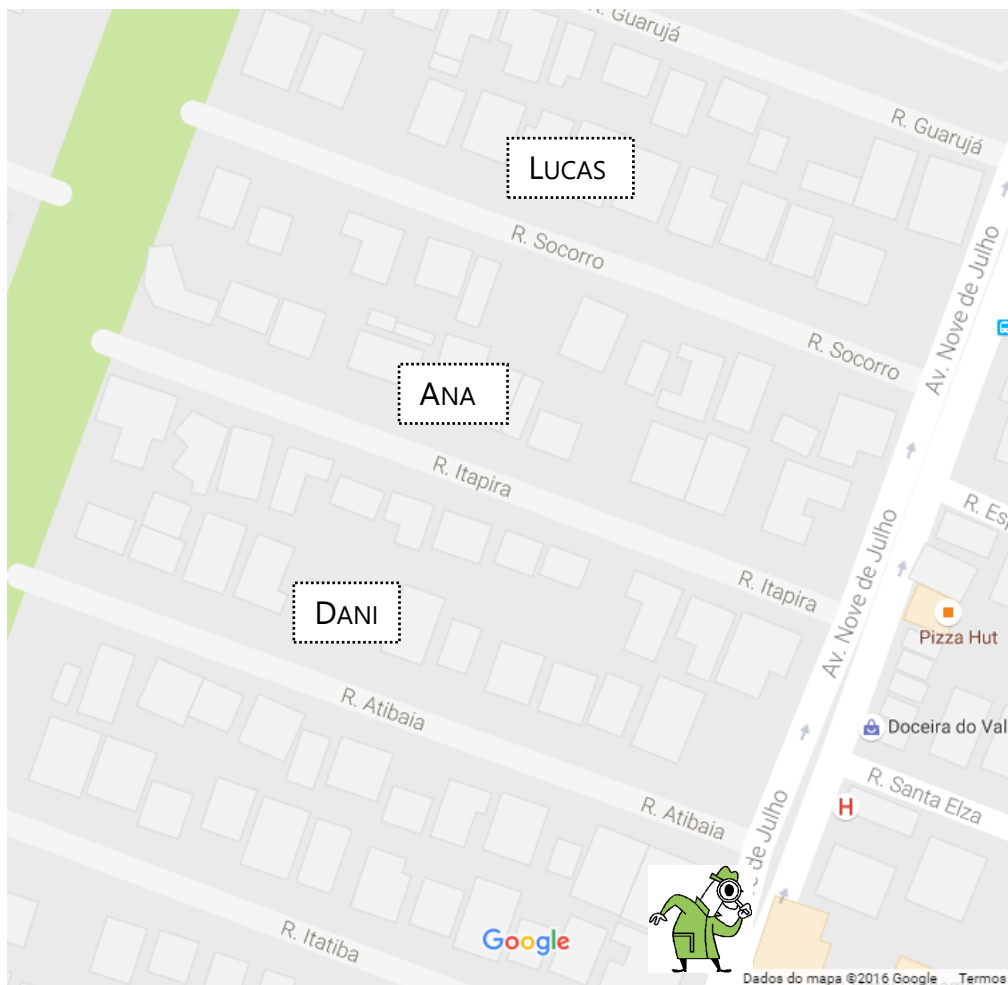 R. Guarujá
R. Guarujá
LUCAS
R. Socorro
Av. Nove de Julho
R. Socorro
ANA
R. Itapira
R. Esp
Av. Nove de Julho
R. Itapira
DANI
Pizza Hut
R. Atibaia
Doceira do Val
R. Santa Elza
H
R. Atibaia
de Julho
R. Itatiba
Google
Dados do mapa ©2016 Google Termos